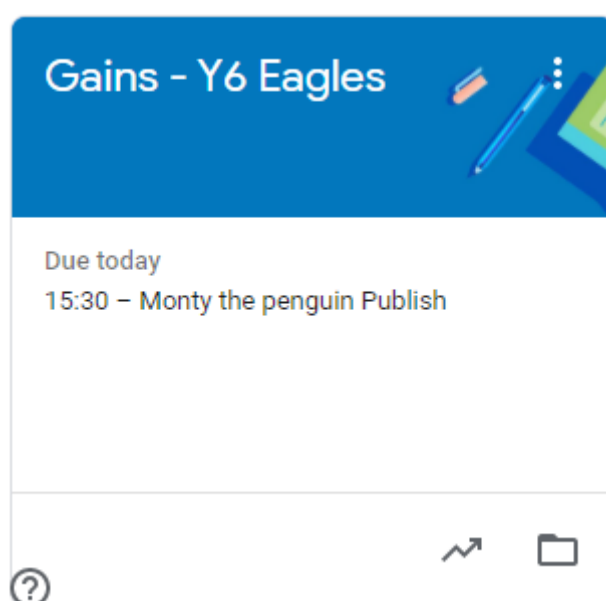 Gains - Y6 Eagles
Due today
15:30 – Monty the penguin Publish